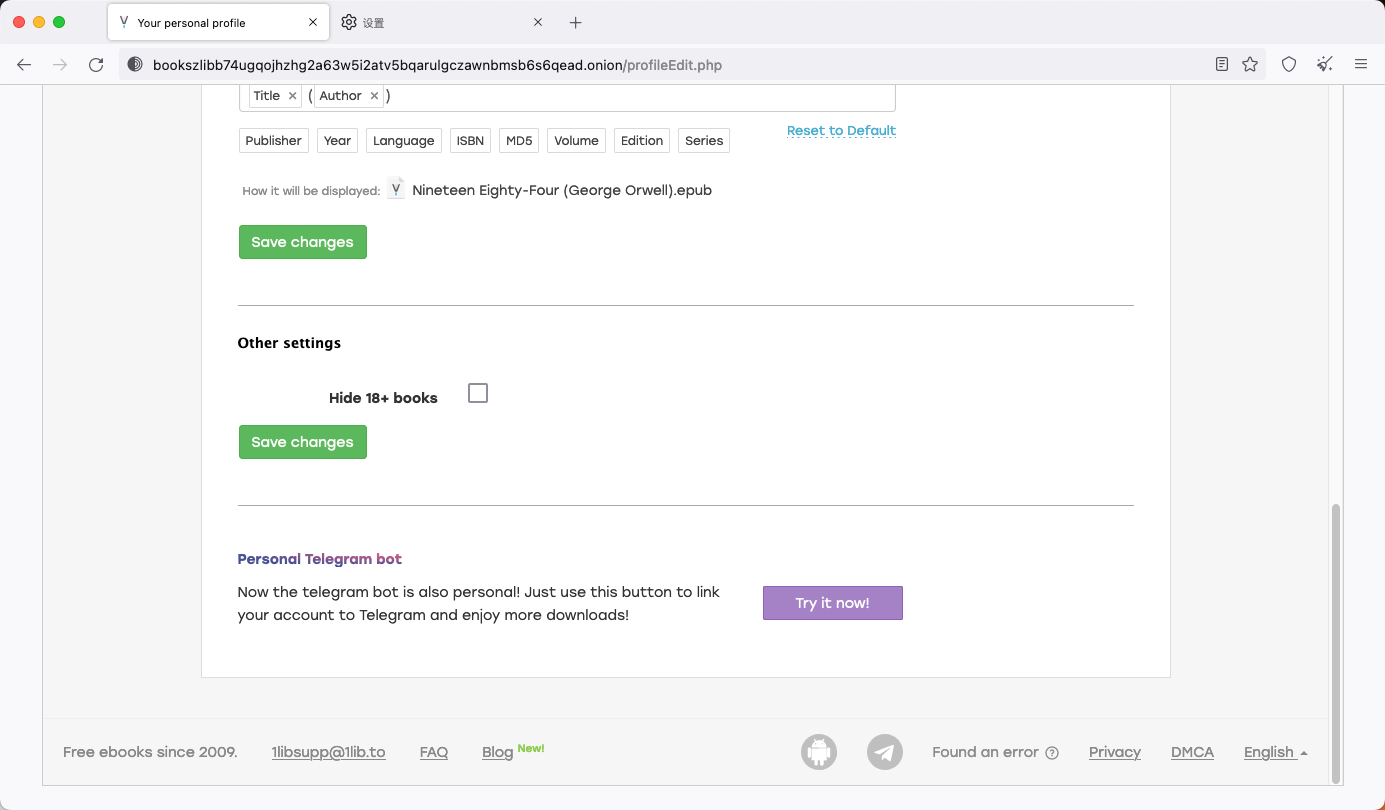 Your personal profile
设置
bookszlibb74ugqojhzhg2a63w5i2atv5bqarulgczawnbmsb6s6qead.onion/profileEdit.php
Title × ( Author × )
Publisher Year Language ISBN MD5 Volume Edition Series
Reset to Default
How it will be displayed: Nineteen Eighty-Four (George Orwell).epub
Save changes
Other settings
Hide 18+ books
Save changes
Personal Telegram bot
Now the telegram bot is also personal! Just use this button to link
your account to Telegram and enjoy more downloads!
Try it now!
Free ebooks since 2009. 1libsupp@1lib.to FAQ Blog New! Found an error ? Privacy DMCA English